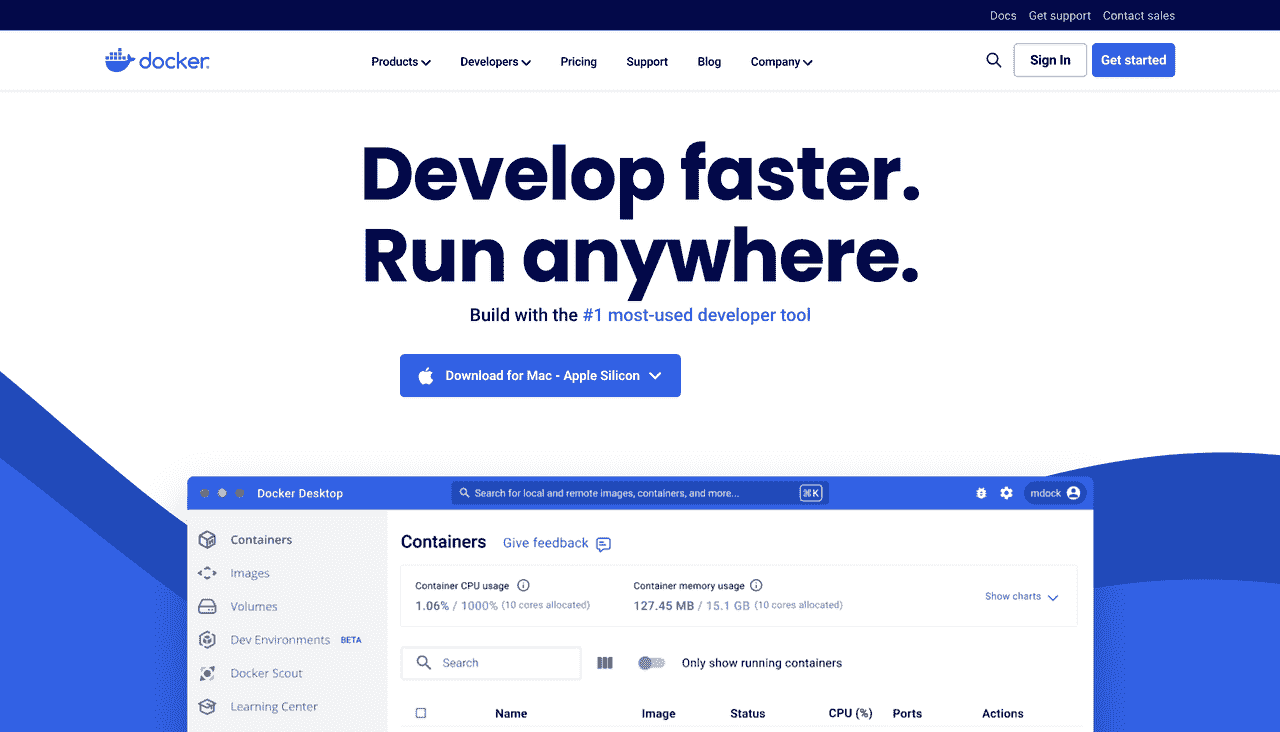 Docs Get support Contact sales
docker
Products Developers Pricing Support Blog Company Sign In Get started
Develop faster.
Run anywhere.
Build with the #1 most-used developer tool
Download for Mac - Apple Silicon
Docker Desktop Search for local and remote images, containers, and more... ⌘K mdock
Containers
Images
Volumes
Dev Environments BETA
Docker Scout
Learning Center
Containers Give feedback
Container CPU usage Container memory usage
1.06% / 1000% (10 cores allocated) 127.45 MB / 15.1 GB (10 cores allocated) Show charts
Search Only show running containers
Name Image Status CPU (%) Ports Actions